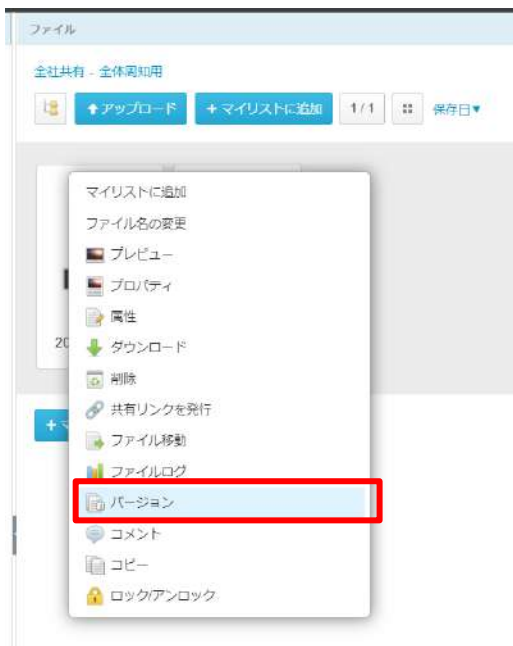 ファイル
全社共有 - 全体周知用
アップロード
+ マイリストに追加
1/1
保存日▼
マイリストに追加
ファイル名の変更
プレビュー
プロパティ
属性
20
ダウンロード
削除
共有リンクを発行
ファイル移動
ファイルログ
バージョン
コメント
コピー
ロック/アンロック